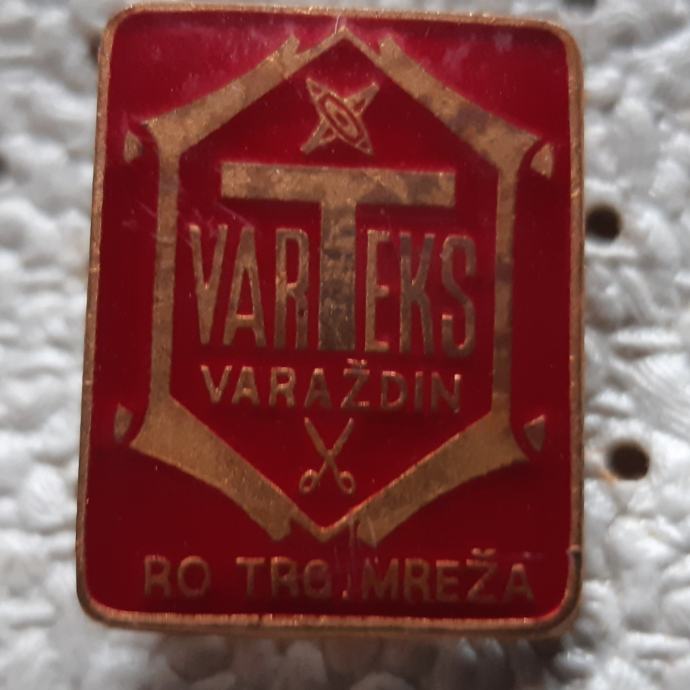 VARTEKS
VARAŽDIN
RO TRG. MREŽA